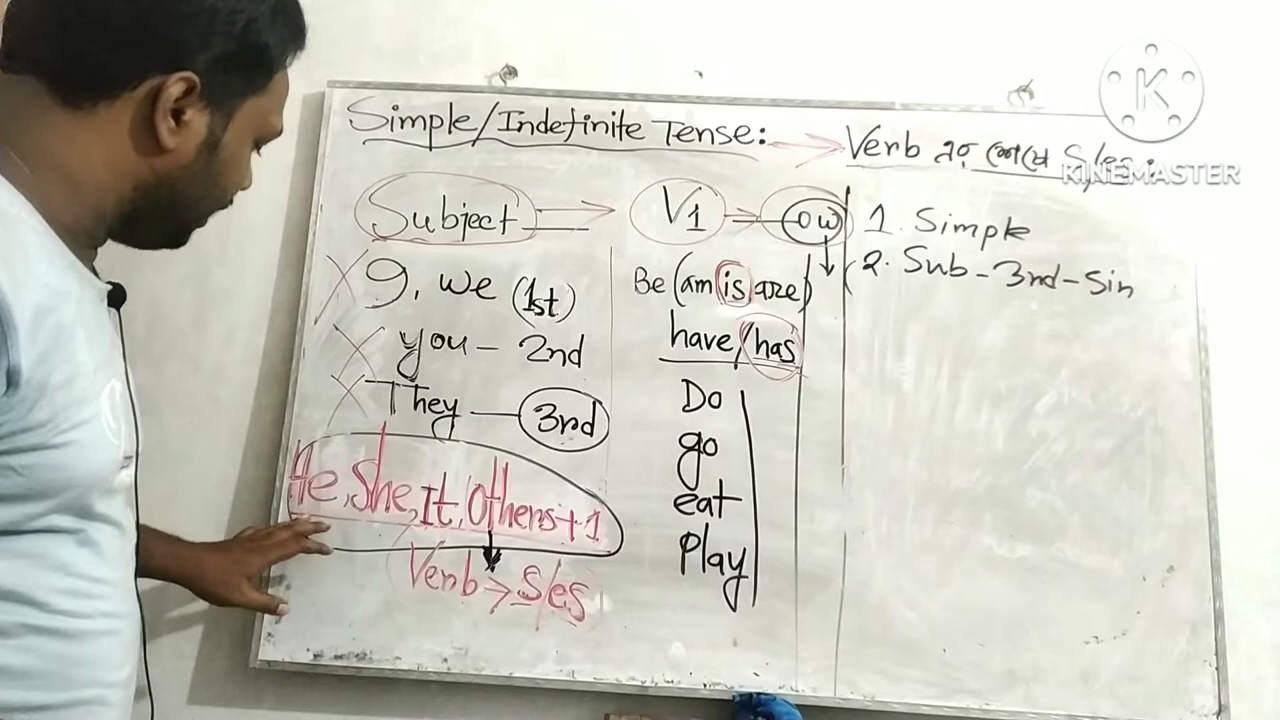 Simple/Indefinite Tense: → Verb এর শেষে S/es:
Subject → V1 → ow
9, we (1st)
you - 2nd
They - 3rd
He, She, It, Others+1
Verb > S/es
Be (am is are)
have/has
Do
go
eat
Play
1. Simple
2. Sub - 3rd - Sin
K
KINEMASTER